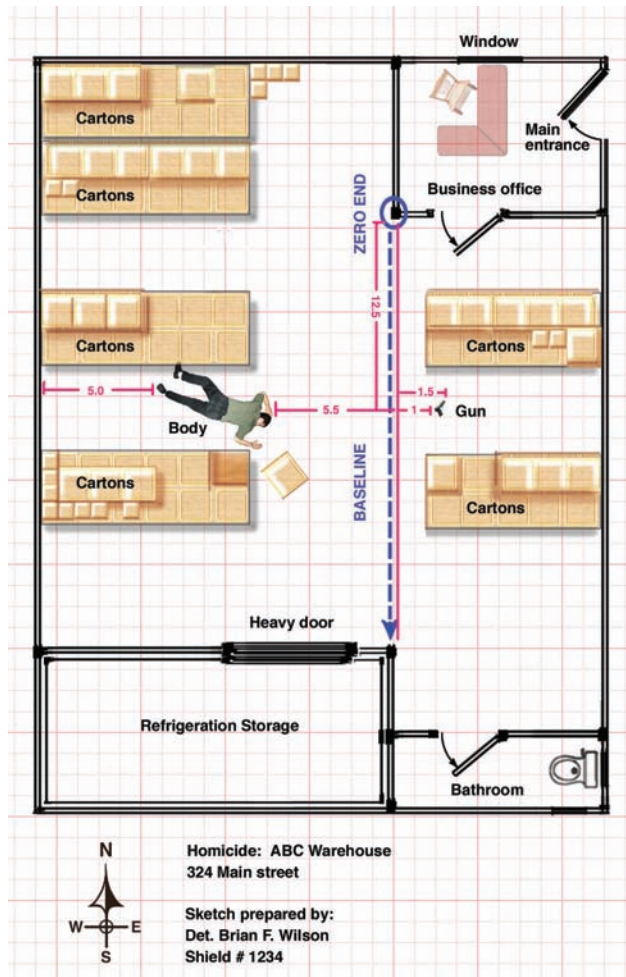 Window
Cartons
Main
entrance
Cartons
Business office
ZERO END
12.5
Cartons
Cartons
5.0
1.5
5.5
1
Gun
Body
BASELINE
Cartons
Cartons
Heavy door
Refrigeration Storage
Bathroom
N
W
E
S
Homicide: ABC Warehouse
324 Main street
Sketch prepared by:
Det. Brian F. Wilson
Shield # 1234